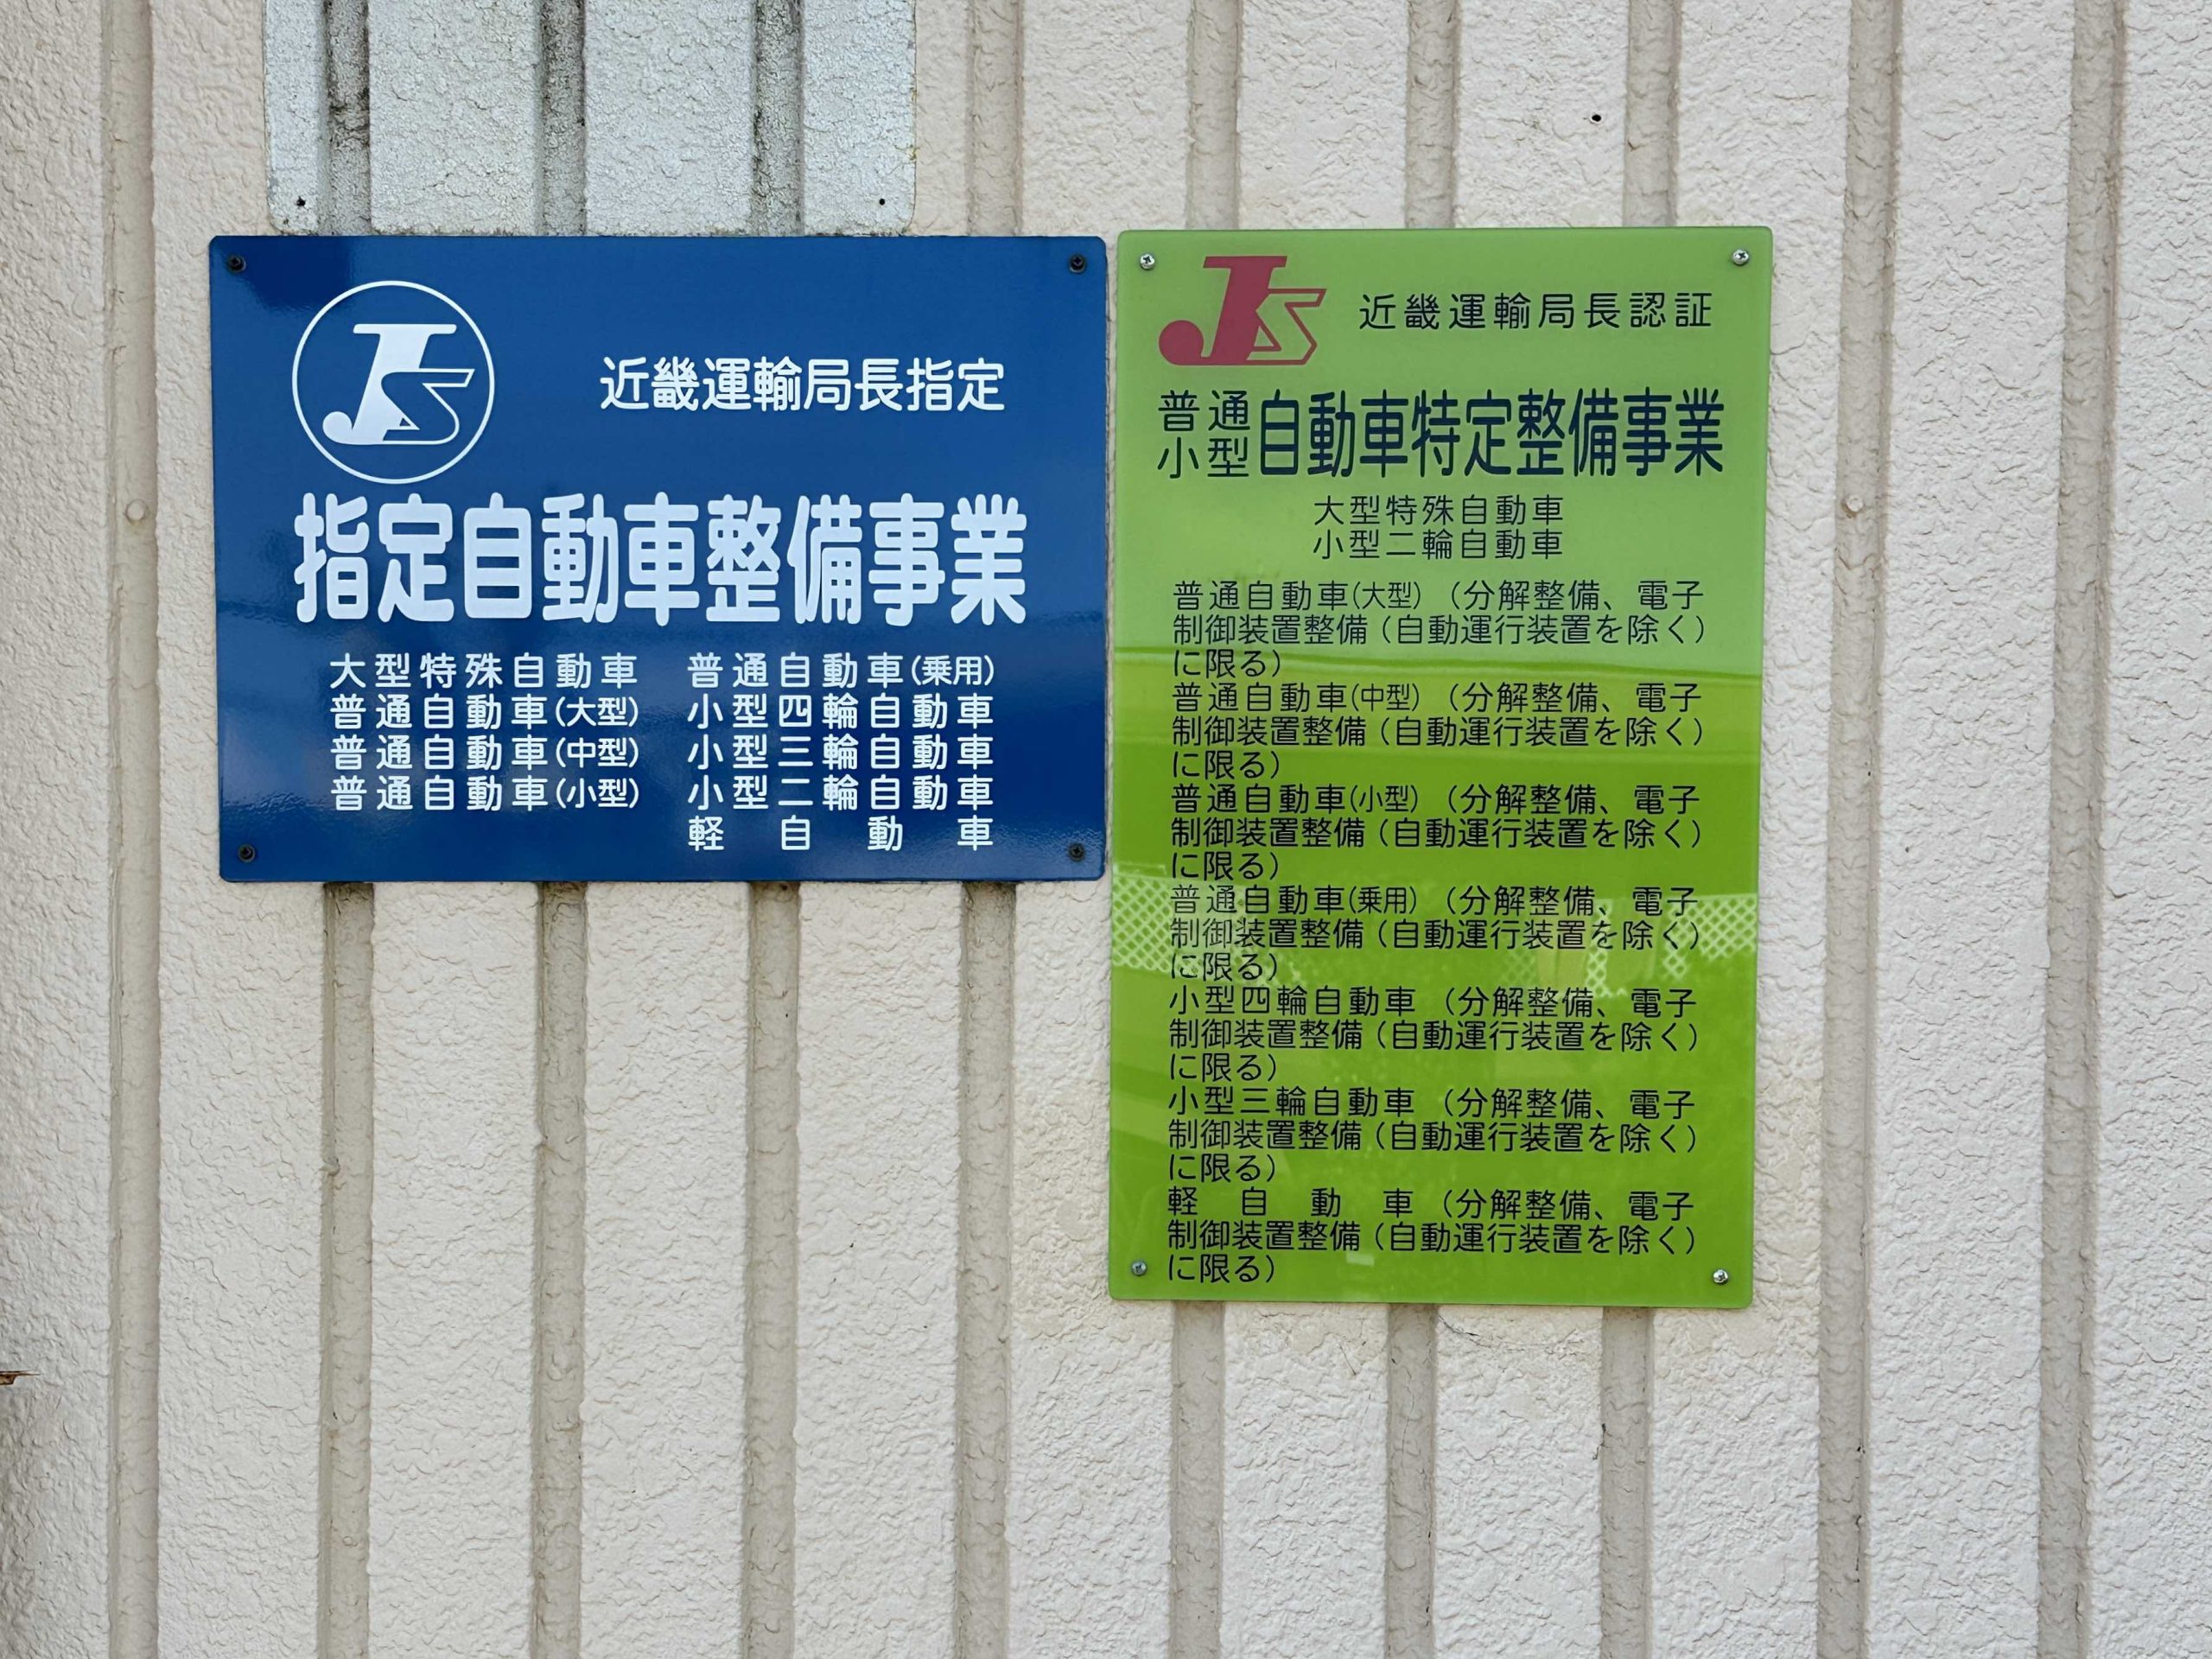 JS
近畿運輸局長指定
指定自動車整備事業
大型特殊自動車
普通自動車(大型)
普通自動車(中型)
普通自動車(小型)
普通自動車(乗用)
小型四輪自動車
小型三輪自動車
小型二輪自動車
軽自動車
JS
近畿運輸局長認証
普通
小型
自動車特定整備事業
大型特殊自動車
小型二輪自動車
普通自動車(大型)(分解整備、電子
制御装置整備(自動運行装置を除く)
に限る)
普通自動車(中型)(分解整備、電子
制御装置整備(自動運行装置を除く)
に限る)
普通自動車(小型)(分解整備、電子
制御装置整備(自動運行装置を除く)
に限る)
普通自動車(乗用)(分解整備、電子
制御装置整備(自動運行装置を除く)
に限る)
小型四輪自動車(分解整備、電子
制御装置整備(自動運行装置を除く)
に限る)
小型三輪自動車(分解整備、電子
制御装置整備(自動運行装置を除く)
に限る)
軽自動車(分解整備、電子
制御装置整備(自動運行装置を除く)
に限る)